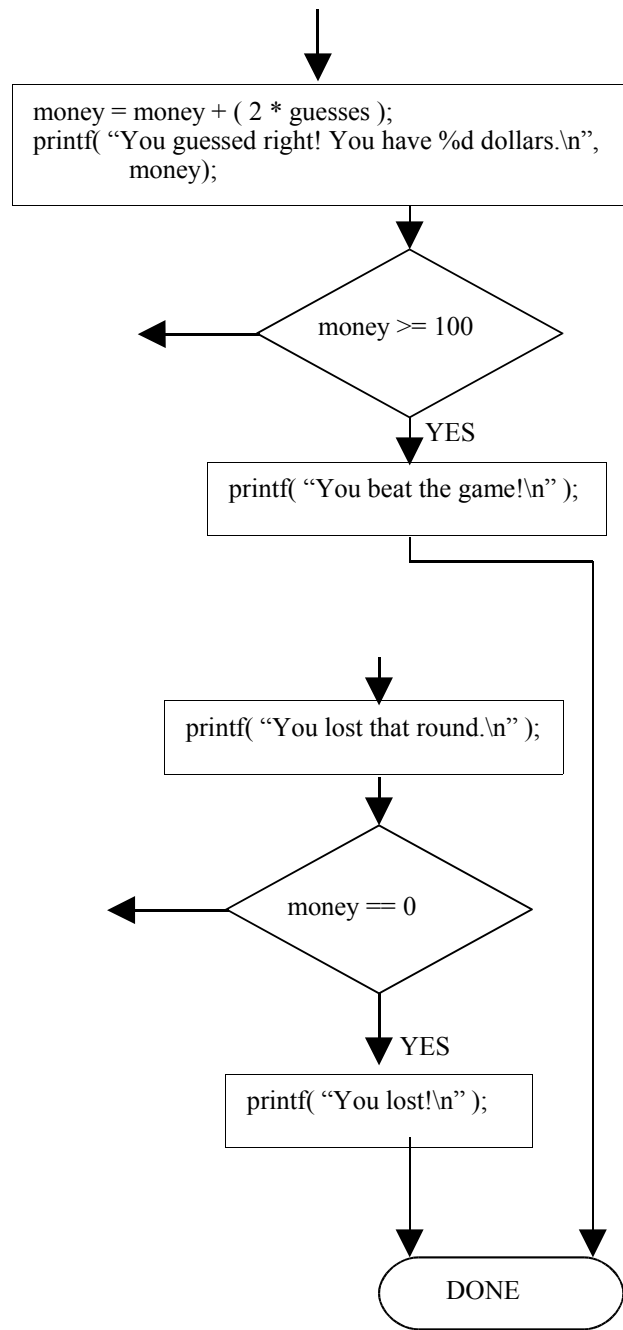 money = money + ( 2 * guesses );
printf( “You guessed right! You have %d dollars.\n”,
money);
money >= 100
YES
printf( “You beat the game!\n” );
printf( “You lost that round.\n” );
money == 0
YES
printf( “You lost!\n” );
DONE